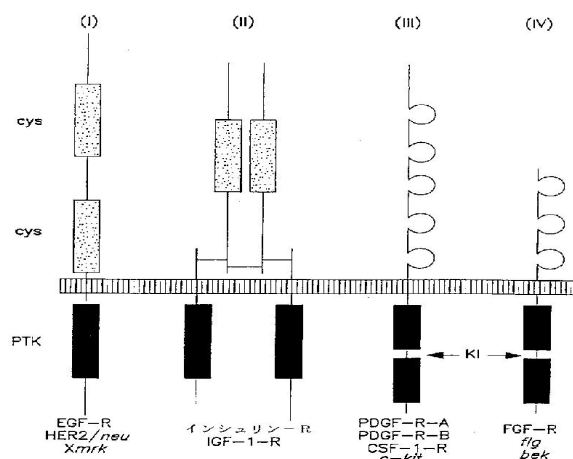 (I) (II) (III) (IV)
cys
cys
PTK
KI
EGF-R
HER2/neu
Xmrk
インシュリン-R
IGF-1-R
PDGF-R-A
PDGF-R-B
CSF-1-R
c-kit
FGF-R
flg
bek